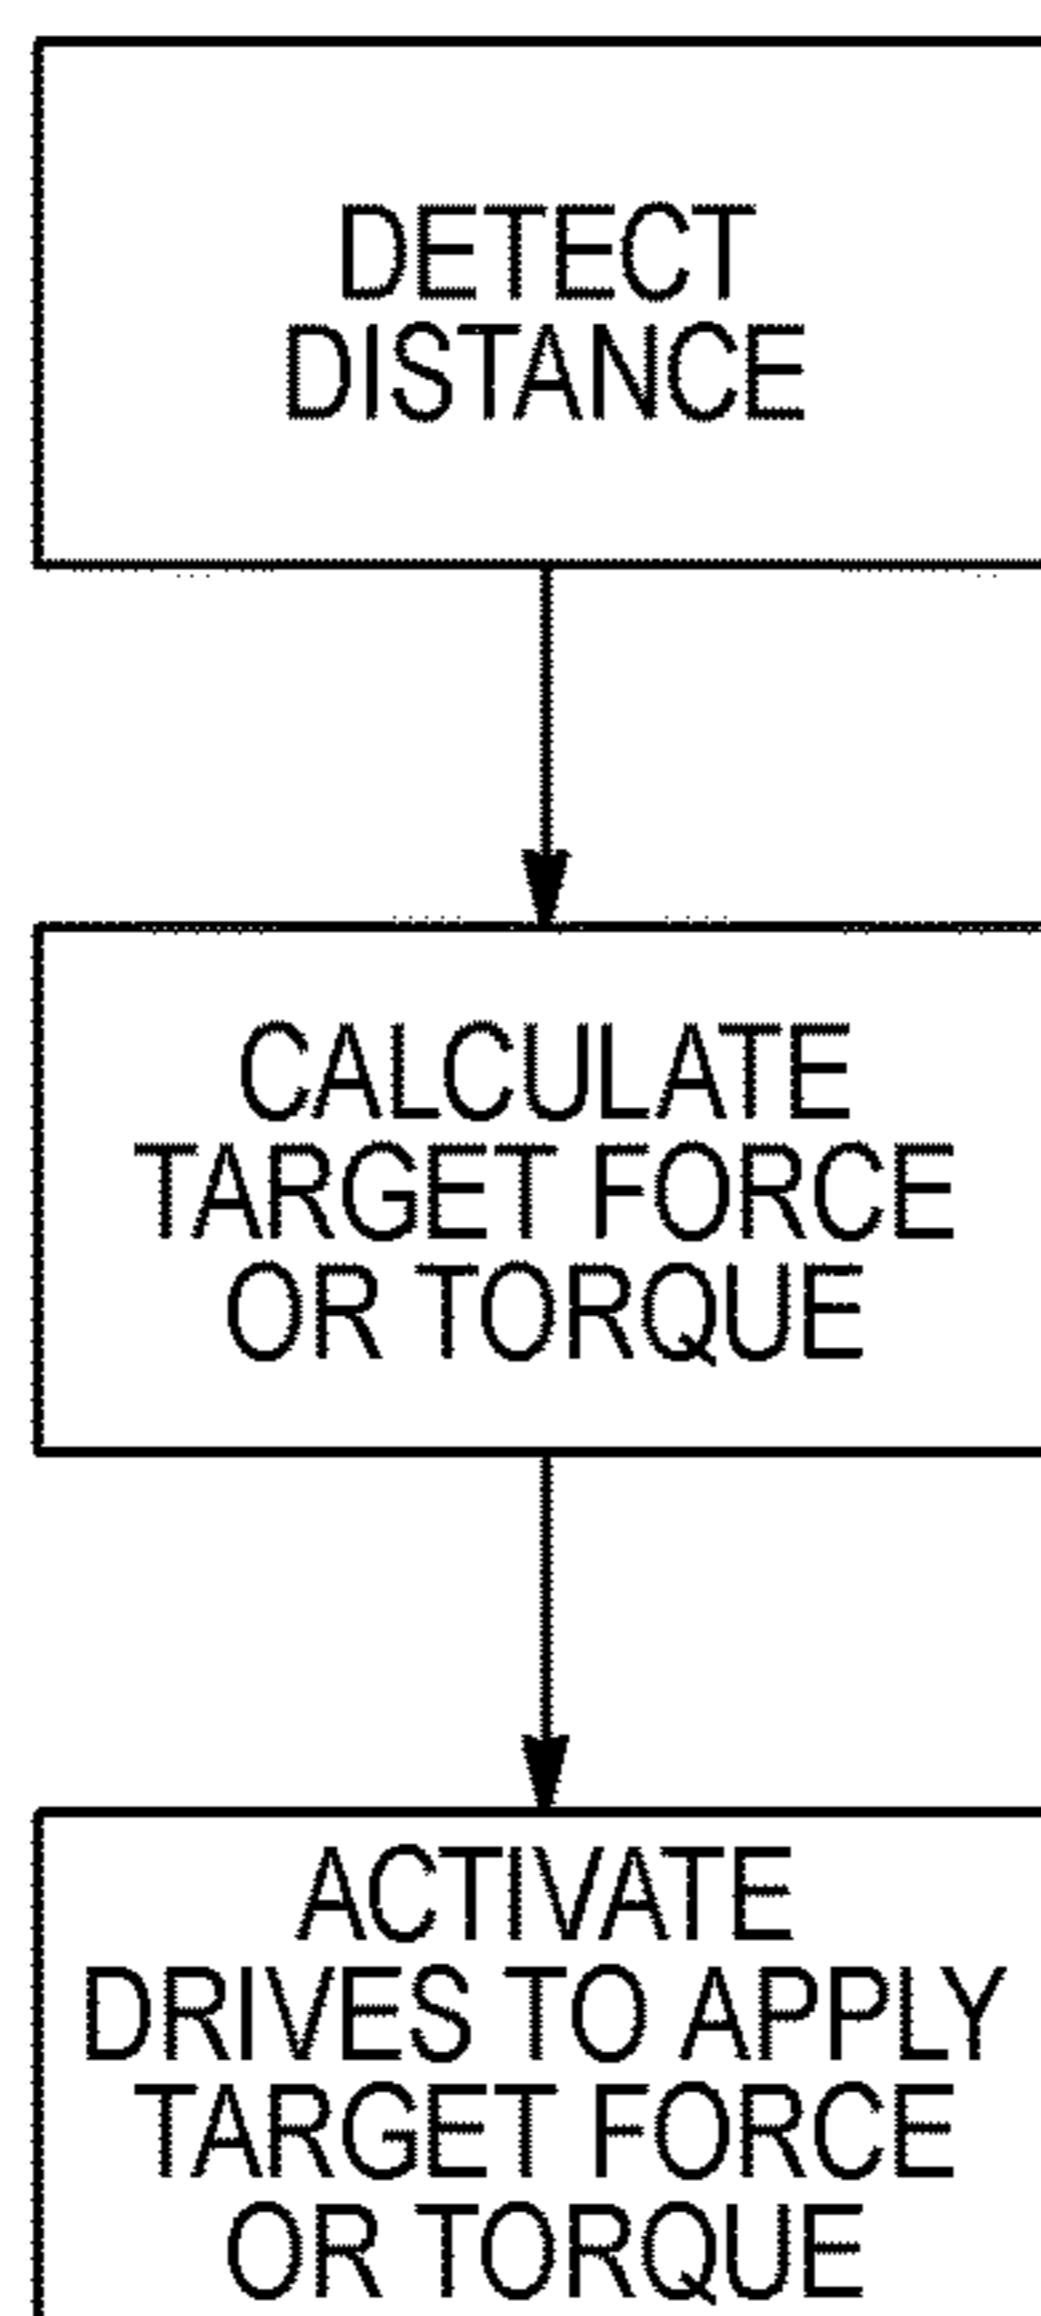 DETECT
DISTANCE
CALCULATE
TARGET FORCE
OR TORQUE
ACTIVATE
DRIVES TO APPLY
TARGET FORCE
OR TORQUE